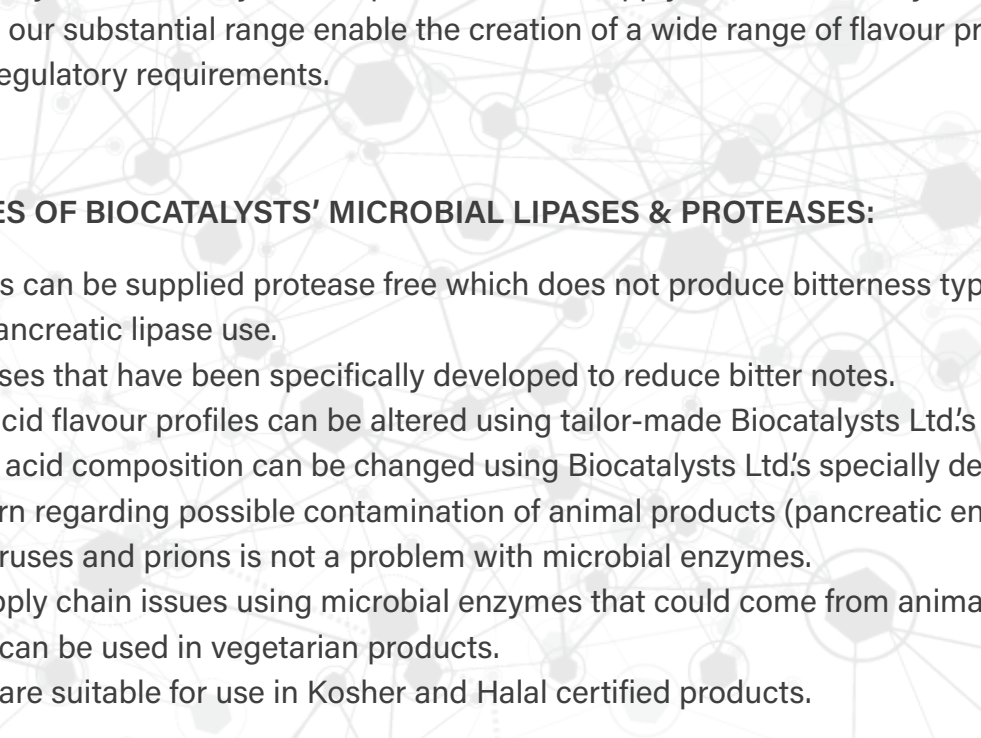 our substantial range enable the creation of a wide range of flavour pr
egulatory requirements.
ES OF BIOCATALYSTS’ MICROBIAL LIPASES & PROTEASES:
s can be supplied protease free which does not produce bitterness typ
ancreatic lipase use.
ses that have been specifically developed to reduce bitter notes.
cid flavour profiles can be altered using tailor-made Biocatalysts Ltd.’s
acid composition can be changed using Biocatalysts Ltd.’s specially de
rn regarding possible contamination of animal products (pancreatic en
ruses and prions is not a problem with microbial enzymes.
pply chain issues using microbial enzymes that could come from anima
can be used in vegetarian products.
are suitable for use in Kosher and Halal certified products.